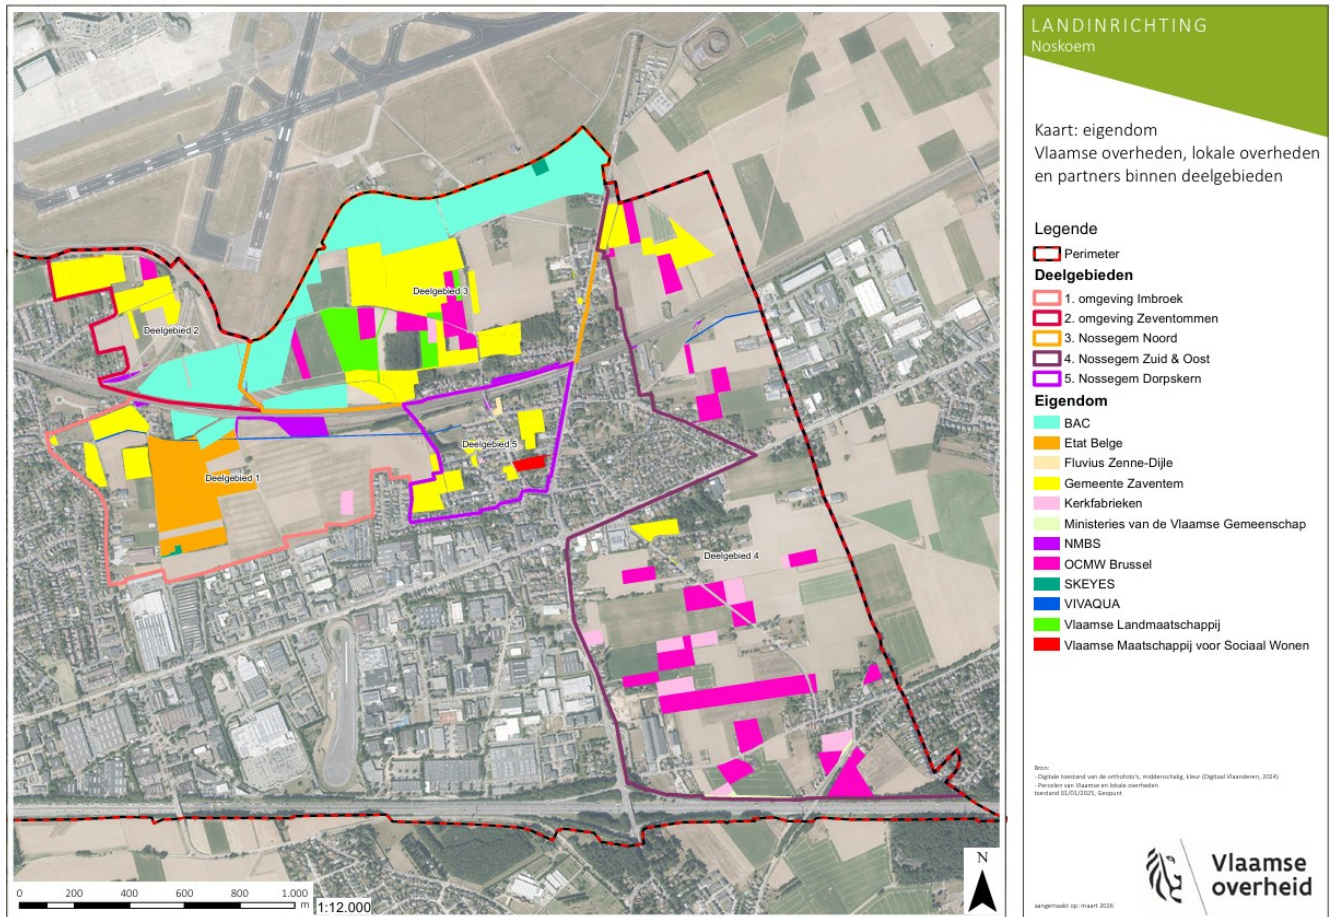 LANDINRICHTING
Noskoem
Kaart: eigendom
Vlaamse overheden, lokale overheden
en partners binnen deelgebieden
Legende
Perimeter
Deelgebieden
1. omgeving Imbroek
2. omgeving Zeventommen
3. Nossegem Noord
4. Nossegem Zuid & Oost
5. Nossegem Dorpskern
Eigendom
BAC
Etat Belge
Fluvius Zenne-Dijle
Gemeente Zaventem
Kerkfabrieken
Ministeries van de Vlaamse Gemeenschap
NMBS
OCMW Brussel
SKEYES
VIVAQUA
Vlaamse Landmaatschappij
Vlaamse Maatschappij voor Sociaal Wonen
Bron:
- Digitale toestand van de orthofoto's, middenschalig, kleur (Digitaal Vlaanderen, 2024)
- Percelen van Vlaamse en lokale overheden
toestand 01/01/2025, Geopunt
Vlaamse
overheid
aangemaakt op: maart 2026
Deelgebied 3
Deelgebied 2
Deelgebied 5
Deelgebied 1
Deelgebied 4
0 200 400 600 800 1.000
m
1:12.000
N